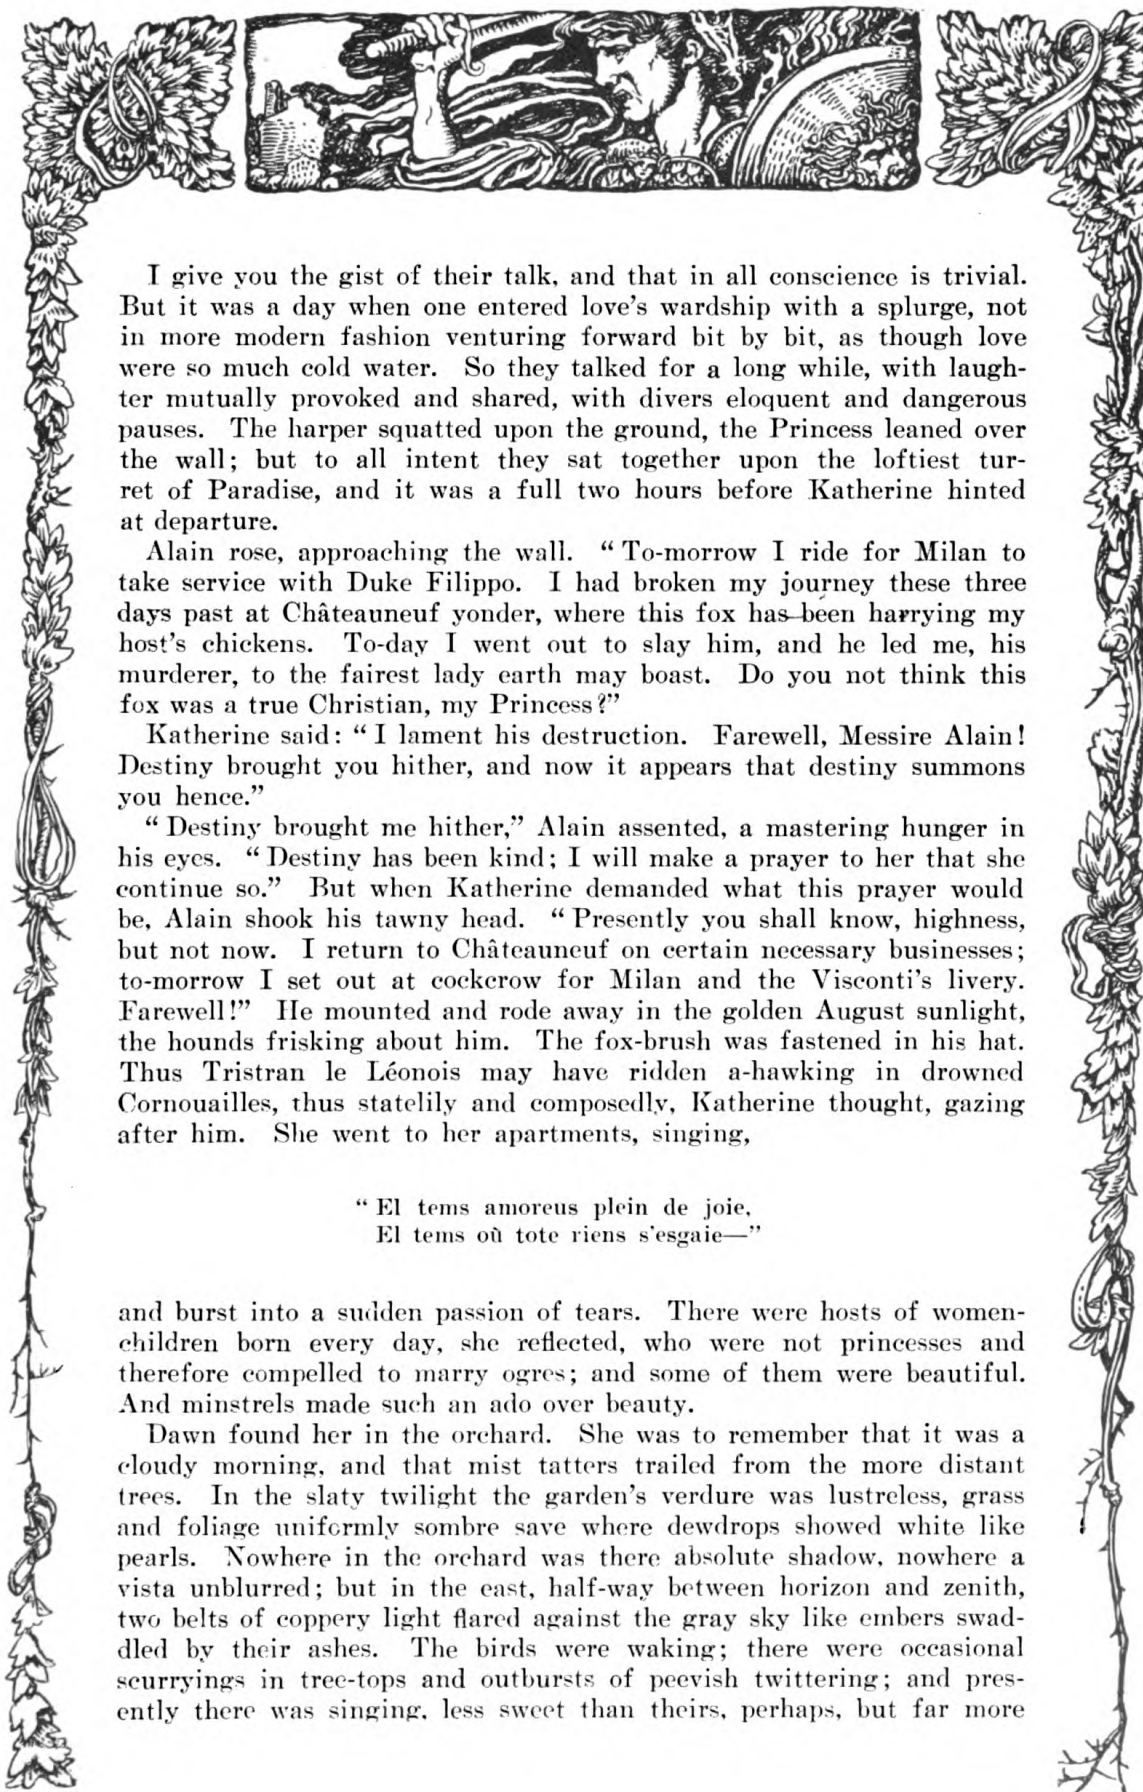 I give you the gist of their talk, and that in all conscience is trivial.
But it was a day when one entered love's wardship with a splurge, not
in more modern fashion venturing forward bit by bit, as though love
were so much cold water. So they talked for a long while, with laugh-
ter mutually provoked and shared, with divers eloquent and dangerous
pauses. The harper squatted upon the ground, the Princess leaned over
the wall; but to all intent they sat together upon the loftiest tur-
ret of Paradise, and it was a full two hours before Katherine hinted
at departure.
Alain rose, approaching the wall. “To-morrow I ride for Milan to
take service with Duke Filippo. I had broken my journey these three
days past at Châteauneuf yonder, where this fox has been harrying my
host's chickens. To-day I went out to slay him, and he led me, his
murderer, to the fairest lady earth may boast. Do you not think this
fox was a true Christian, my Princess?”
Katherine said: “I lament his destruction. Farewell, Messire Alain!
Destiny brought you hither, and now it appears that destiny summons
you hence.”
“Destiny brought me hither,” Alain assented, a mastering hunger in
his eyes. “Destiny has been kind; I will make a prayer to her that she
continue so.” But when Katherine demanded what this prayer would
be, Alain shook his tawny head. “Presently you shall know, highness,
but not now. I return to Châteauneuf on certain necessary businesses;
to-morrow I set out at cockcrow for Milan and the Visconti's livery.
Farewell!” He mounted and rode away in the golden August sunlight,
the hounds frisking about him. The fox-brush was fastened in his hat.
Thus Tristran le Léonois may have ridden a-hawking in drowned
Cornouailles, thus statelily and composedly, Katherine thought, gazing
after him. She went to her apartments, singing,
“El tems amoreus plein de joie,
El tems où tote riens s'esgaie—”
and burst into a sudden passion of tears. There were hosts of women-
children born every day, she reflected, who were not princesses and
therefore compelled to marry ogres; and some of them were beautiful.
And minstrels made such an ado over beauty.
Dawn found her in the orchard. She was to remember that it was a
cloudy morning, and that mist tatters trailed from the more distant
trees. In the slaty twilight the garden's verdure was lustreless, grass
and foliage uniformly sombre save where dewdrops showed white like
pearls. Nowhere in the orchard was there absolute shadow, nowhere a
vista unblurred; but in the east, half-way between horizon and zenith,
two belts of coppery light flared against the gray sky like embers swad-
dled by their ashes. The birds were waking; there were occasional
scurryings in tree-tops and outbursts of peevish twittering; and pres-
ently there was singing, less sweet than theirs, perhaps, but far more